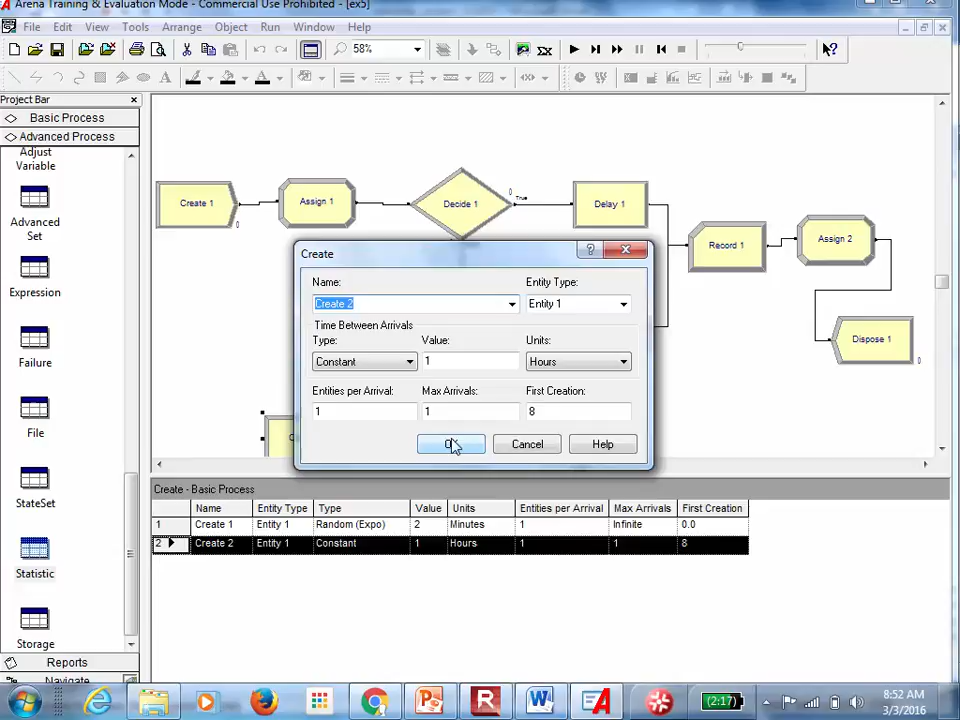 Arena Training & Evaluation Mode - Commercial Use Prohibited - [ex5]
File Edit View Tools Arrange Object Run Window Help
58%
Project Bar
Basic Process
Advanced Process
Adjust
Variable
Advanced
Set
Expression
Failure
File
StateSet
Statistic
Storage
Reports
Navigate
Create 1
0
Assign 1
Decide 1
0
True
Delay 1
Record 1
Assign 2
Dispose 1
0
Create
Name:
Entity Type:
Create 2
Entity 1
Time Between Arrivals
Type:
Value:
Units:
Constant
1
Hours
Entities per Arrival:
Max Arrivals:
First Creation:
1
1
8
Cancel
Help
Create - Basic Process
Name Entity Type Type Value Units Entities per Arrival Max Arrivals First Creation
1 Create 1 Entity 1 Random (Expo) 2 Minutes 1 Infinite 0.0
2 Create 2 Entity 1 Constant 1 Hours 1 1 8
(2:17)
8:52 AM
3/3/2016